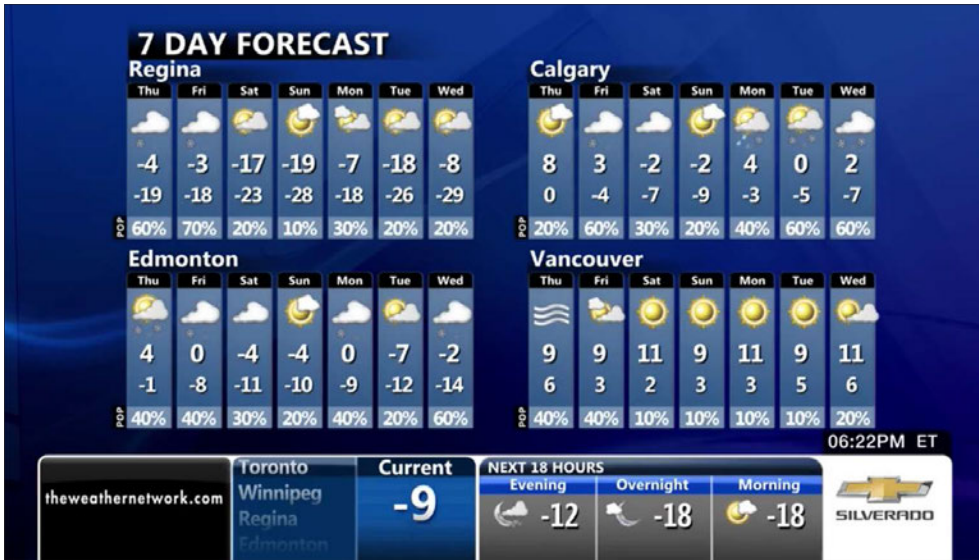 7 DAY FORECAST
Regina
Thu Fri Sat Sun Mon Tue Wed
-4 -3 -17 -19 -7 -18 -8
-19 -18 -23 -28 -18 -26 -29
POP 60% 70% 20% 10% 30% 20% 20%
Calgary
Thu Fri Sat Sun Mon Tue Wed
8 3 -2 -2 4 0 2
0 -4 -7 -9 -3 -5 -7
POP 20% 60% 30% 20% 40% 60% 60%
Edmonton
Thu Fri Sat Sun Mon Tue Wed
4 0 -4 -4 0 -7 -2
-1 -8 -11 -10 -9 -12 -14
POP 40% 40% 30% 20% 40% 20% 60%
Vancouver
Thu Fri Sat Sun Mon Tue Wed
9 9 11 9 11 9 11
6 3 2 3 3 5 6
POP 40% 40% 10% 10% 10% 10% 20%
06:22PM ET
theweathernetwork.com
Toronto
Winnipeg
Regina
Edmonton
Current
-9
NEXT 18 HOURS
Evening Overnight Morning
-12 -18 -18
SILVERADO